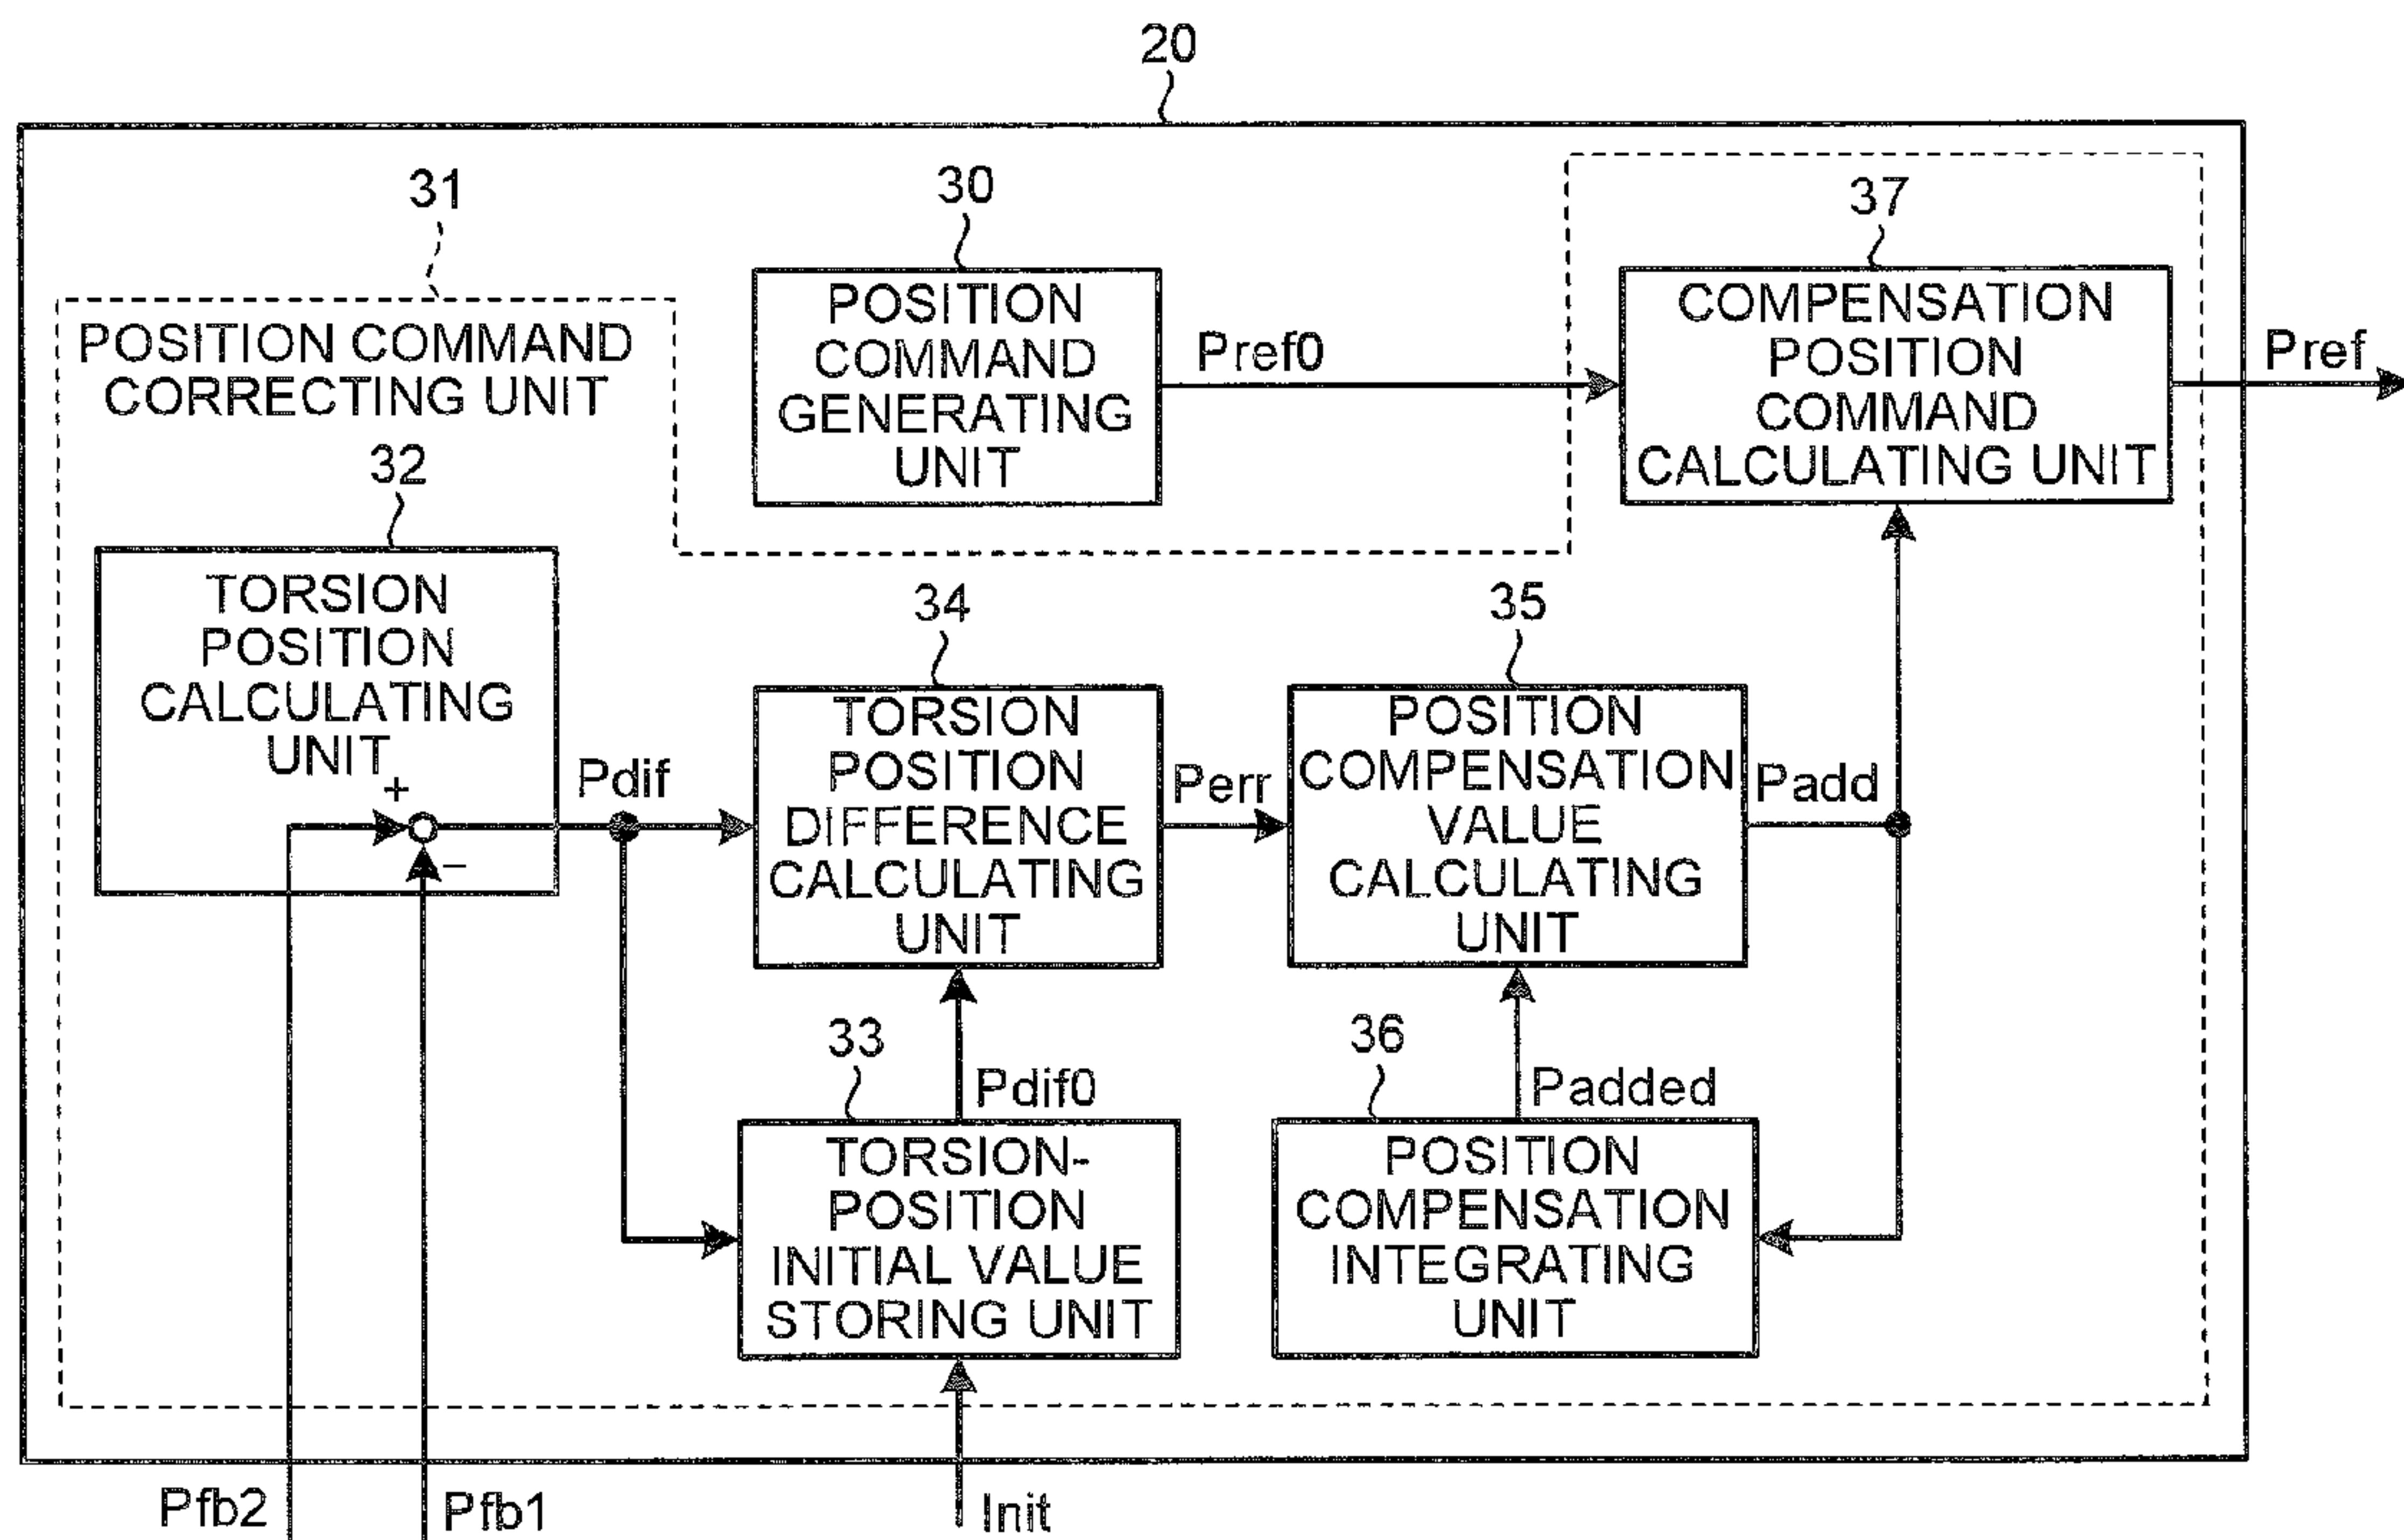 20
31
30
37
POSITION COMMAND
CORRECTING UNIT
POSITION
COMMAND
GENERATING
UNIT
Pref0
COMPENSATION
POSITION
COMMAND
CALCULATING UNIT
Pref
32
TORSION
POSITION
CALCULATING
UNIT
+
−
Pdif
34
TORSION
POSITION
DIFFERENCE
CALCULATING
UNIT
Perr
35
POSITION
COMPENSATION
VALUE
CALCULATING
UNIT
Padd
33
Pdif0
TORSION-
POSITION
INITIAL VALUE
STORING UNIT
36
Padded
POSITION
COMPENSATION
INTEGRATING
UNIT
Pfb2
Pfb1
Init